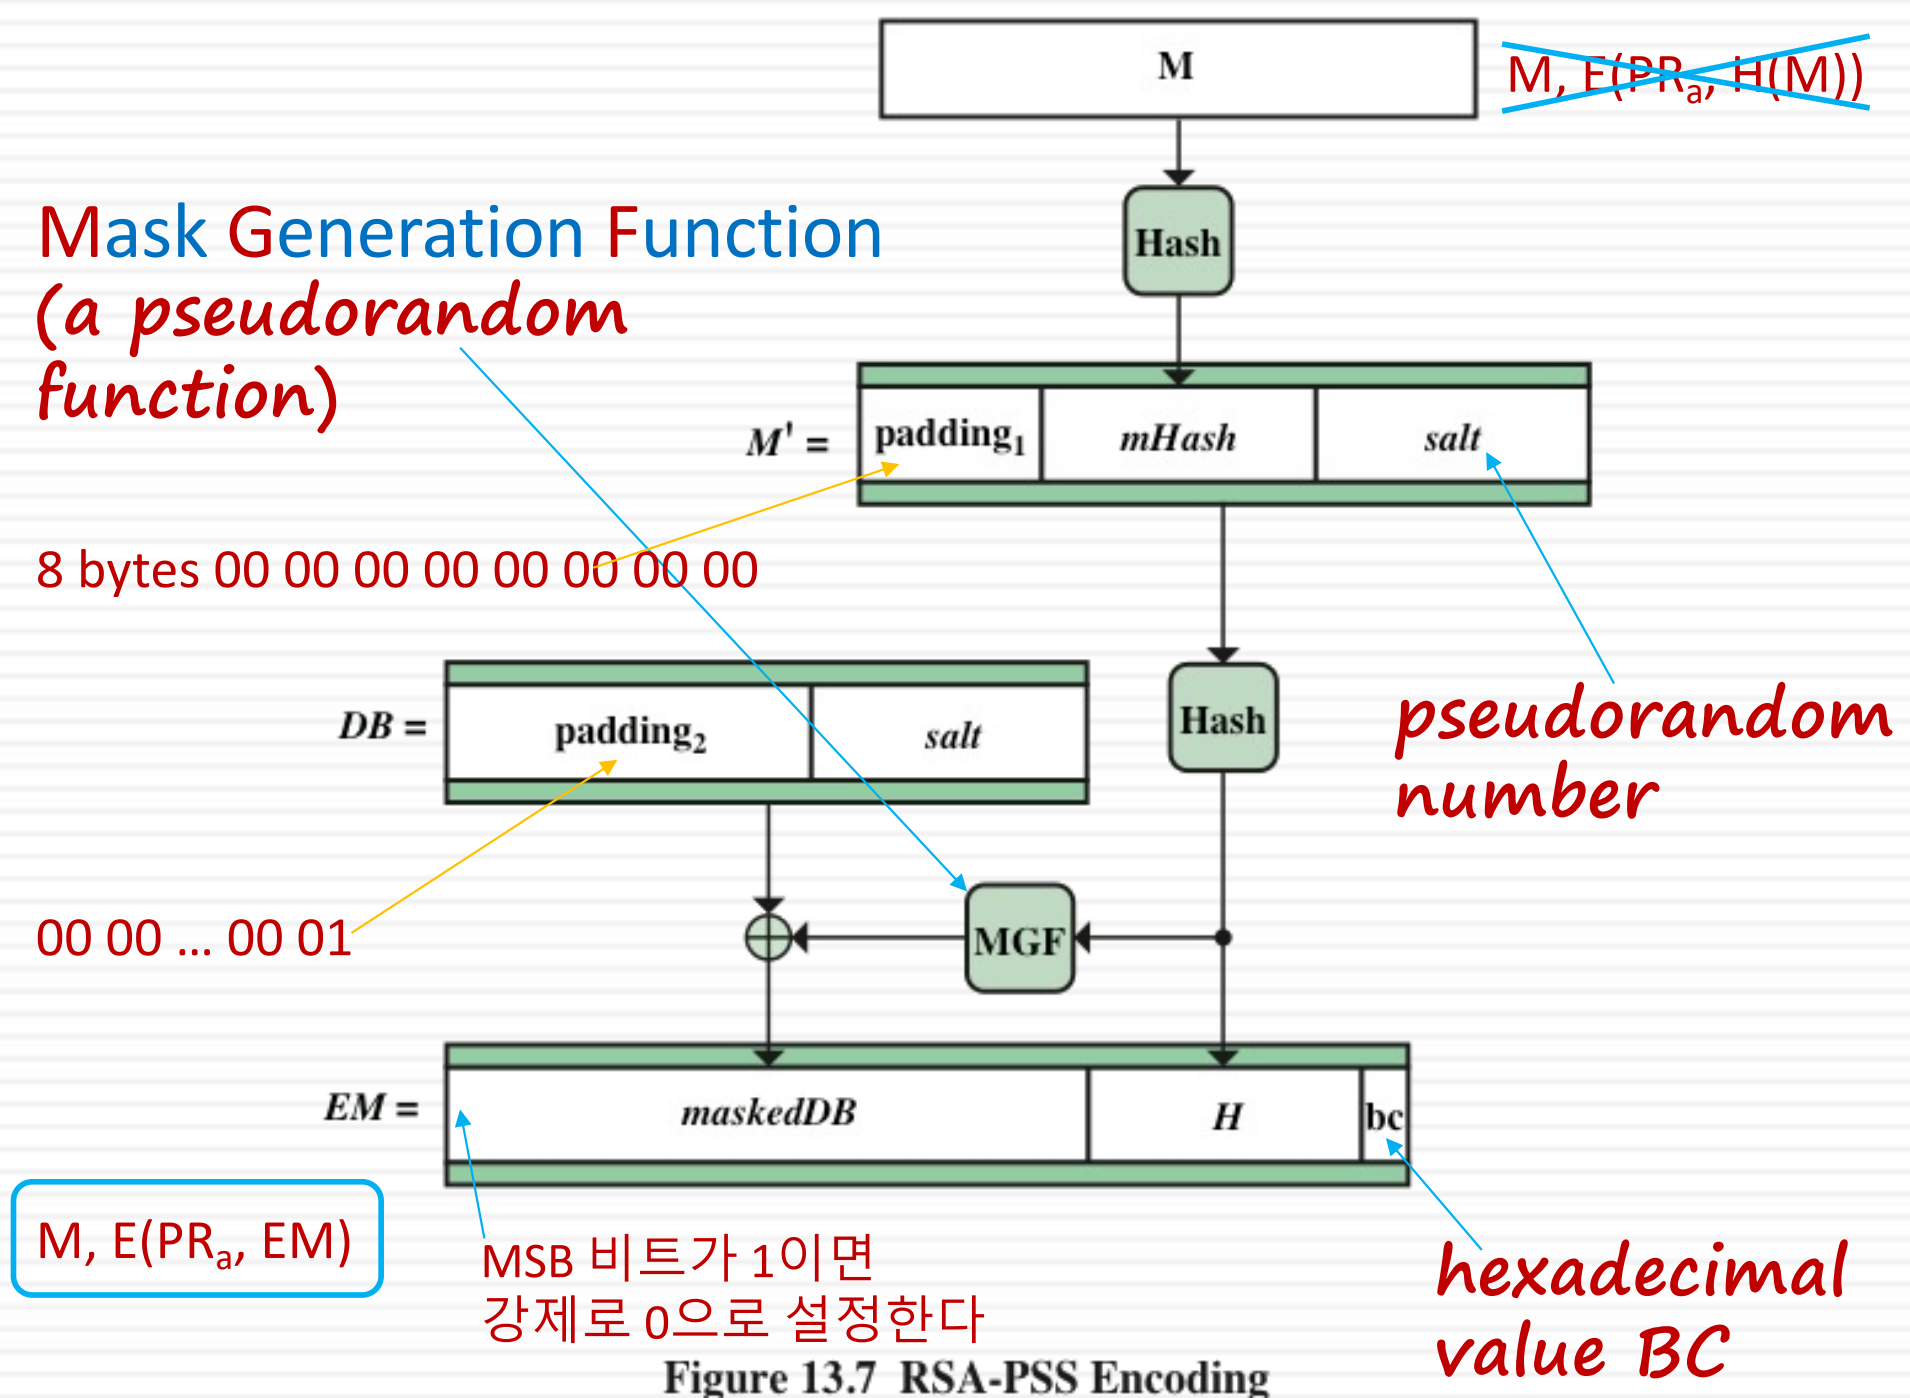 M
M, E(PRa, H(M))
Mask Generation Function
(a pseudorandom
function)
Hash
M' =
padding1
mHash
salt
8 bytes 00 00 00 00 00 00 00 00
DB =
padding2
salt
Hash
pseudorandom
number
00 00 ... 00 01
MGF
EM =
maskedDB
H
bc
M, E(PRa, EM)
MSB 비트가 1이면
강제로 0으로 설정한다
hexadecimal
value BC
Figure 13.7 RSA-PSS Encoding